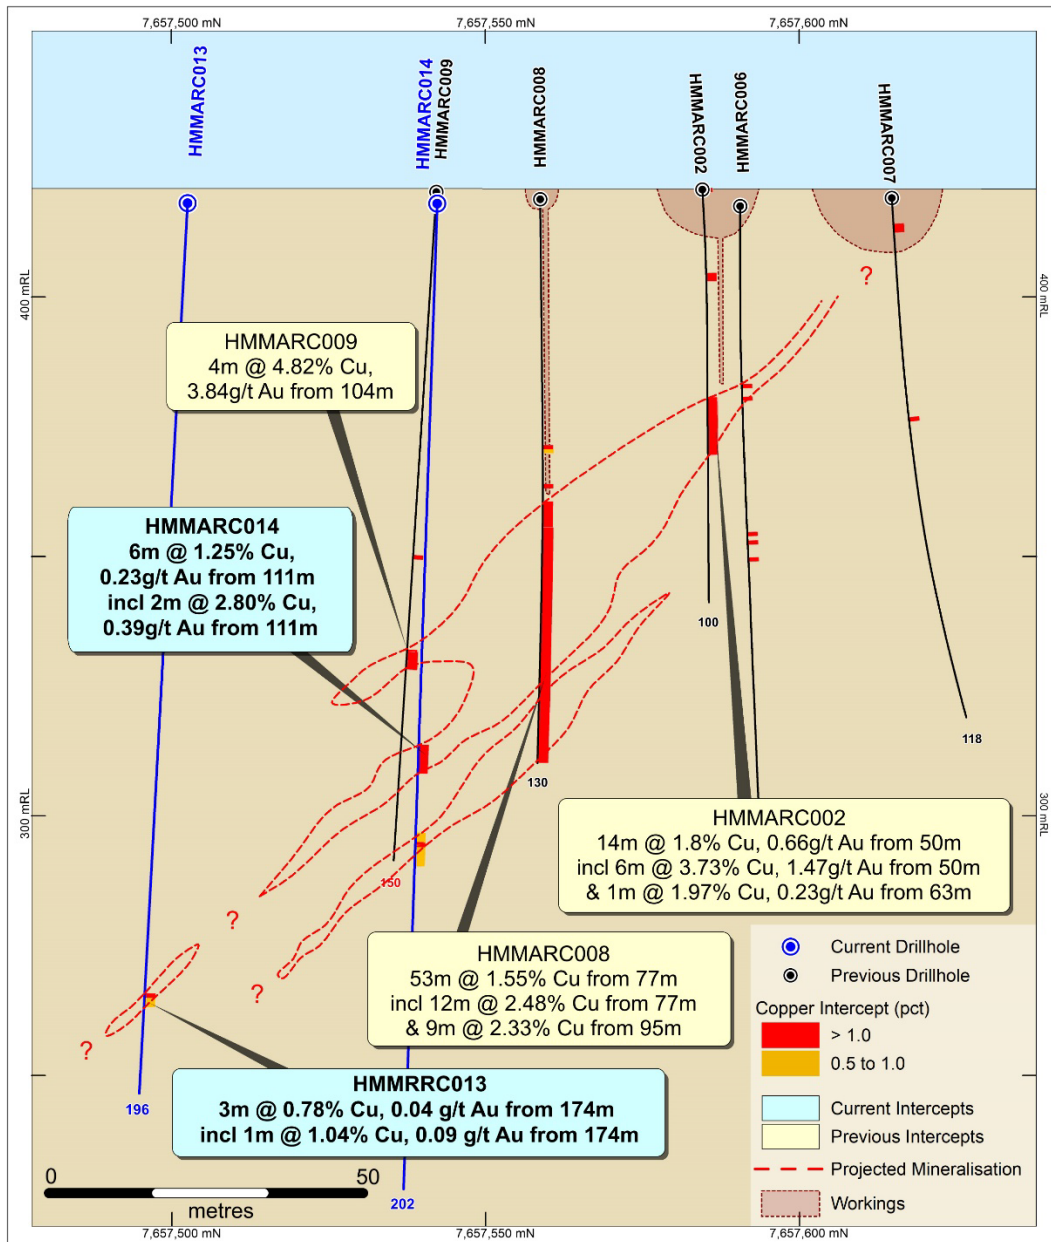 7,657,500 mN
7,657,550 mN
7,657,600 mN
HMMARC013
HMMARC014
HMMARC009
HMMARC008
HMMARC002
HMMARC006
HMMARC007
400 mRL
400 mRL
?
HMMARC009
4m @ 4.82% Cu,
3.84g/t Au from 104m
HMMARC014
6m @ 1.25% Cu,
0.23g/t Au from 111m
incl 2m @ 2.80% Cu,
0.39g/t Au from 111m
100
118
130
300 mRL
300 mRL
HMMARC002
14m @ 1.8% Cu, 0.66g/t Au from 50m
incl 6m @ 3.73% Cu, 1.47g/t Au from 50m
& 1m @ 1.97% Cu, 0.23g/t Au from 63m
150
?
?
?
HMMARC008
53m @ 1.55% Cu from 77m
incl 12m @ 2.48% Cu from 77m
& 9m @ 2.33% Cu from 95m
HMMRRC013
3m @ 0.78% Cu, 0.04 g/t Au from 174m
incl 1m @ 1.04% Cu, 0.09 g/t Au from 174m
196
202
0
50
metres
Current Drillhole
Previous Drillhole
Copper Intercept (pct)
> 1.0
0.5 to 1.0
Current Intercepts
Previous Intercepts
Projected Mineralisation
Workings
7,657,500 mN
7,657,550 mN
7,657,600 mN